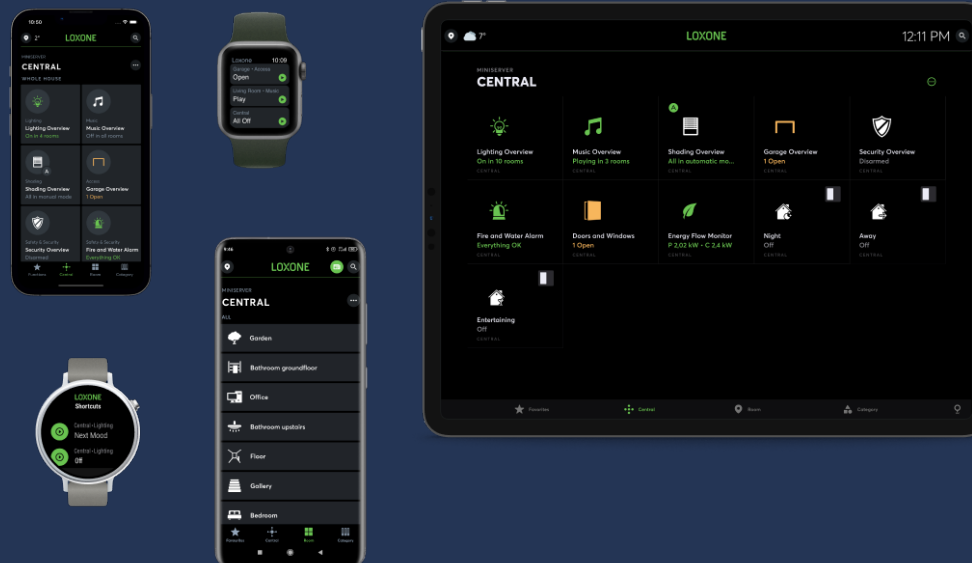 10:50
2°
LOXONE
MINISERVER
CENTRAL
WHOLE HOUSE
Lighting
Lighting Overview
On in 4 rooms
Music
Music Overview
Off in all rooms
Shading
Shading Overview
All in manual mode
Access
Garage Overview
1 Open
Safety & Security
Security Overview
Disarmed
Safety & Security
Fire and Water Alarm
Everything OK
Favorites
Central
Room
Category
Loxone
10:09
Garage • Access
Open
Living Room • Music
Play
Central
All Off
LOXONE
Shortcuts
Central • Lighting
Next Mood
Central • Lighting
Off
LOXONE
MINISERVER
CENTRAL
ALL
Garden
Bathroom groundfloor
Office
Bathroom upstairs
Floor
Gallery
Bedroom
Favourites
Central
Room
Category
7°
LOXONE
12:11 PM
MINISERVER
CENTRAL
Lighting Overview
On in 10 rooms
CENTRAL
Music Overview
Playing in 3 rooms
CENTRAL
A
Shading Overview
All in automatic mo...
CENTRAL
Garage Overview
1 Open
CENTRAL
Security Overview
Disarmed
CENTRAL
Fire and Water Alarm
Everything OK
CENTRAL
Doors and Windows
1 Open
CENTRAL
Energy Flow Monitor
P 2,02 kW - C 2,4 kW
CENTRAL
Night
Off
CENTRAL
Away
Off
CENTRAL
Entertaining
Off
CENTRAL
Favorites
Central
Room
Category